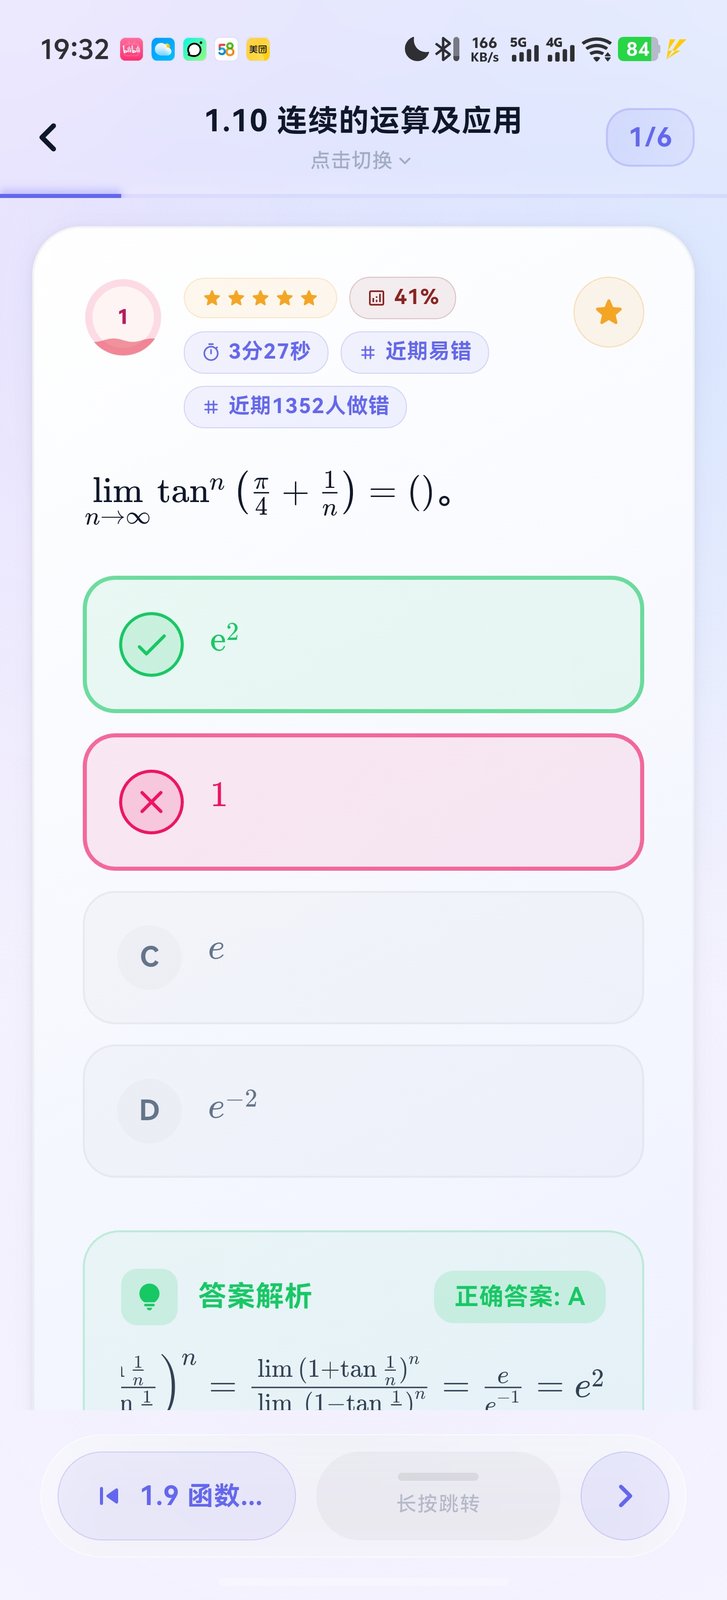 19:32 58 美团 166 KB/s 5G 4G 84
1.10 连续的运算及应用
点击切换
1/6
1
41%
3分27秒
# 近期易错
# 近期1352人做错
lim_{n→∞} tan^n (π/4 + 1/n) = ()。
e^2
1
C e
D e^{-2}
答案解析
正确答案: A
)^n = lim (1+tan 1/n)^n / lim (1−tan 1/n)^n = e/e^{-1} = e^2
1.9 函数...
长按跳转